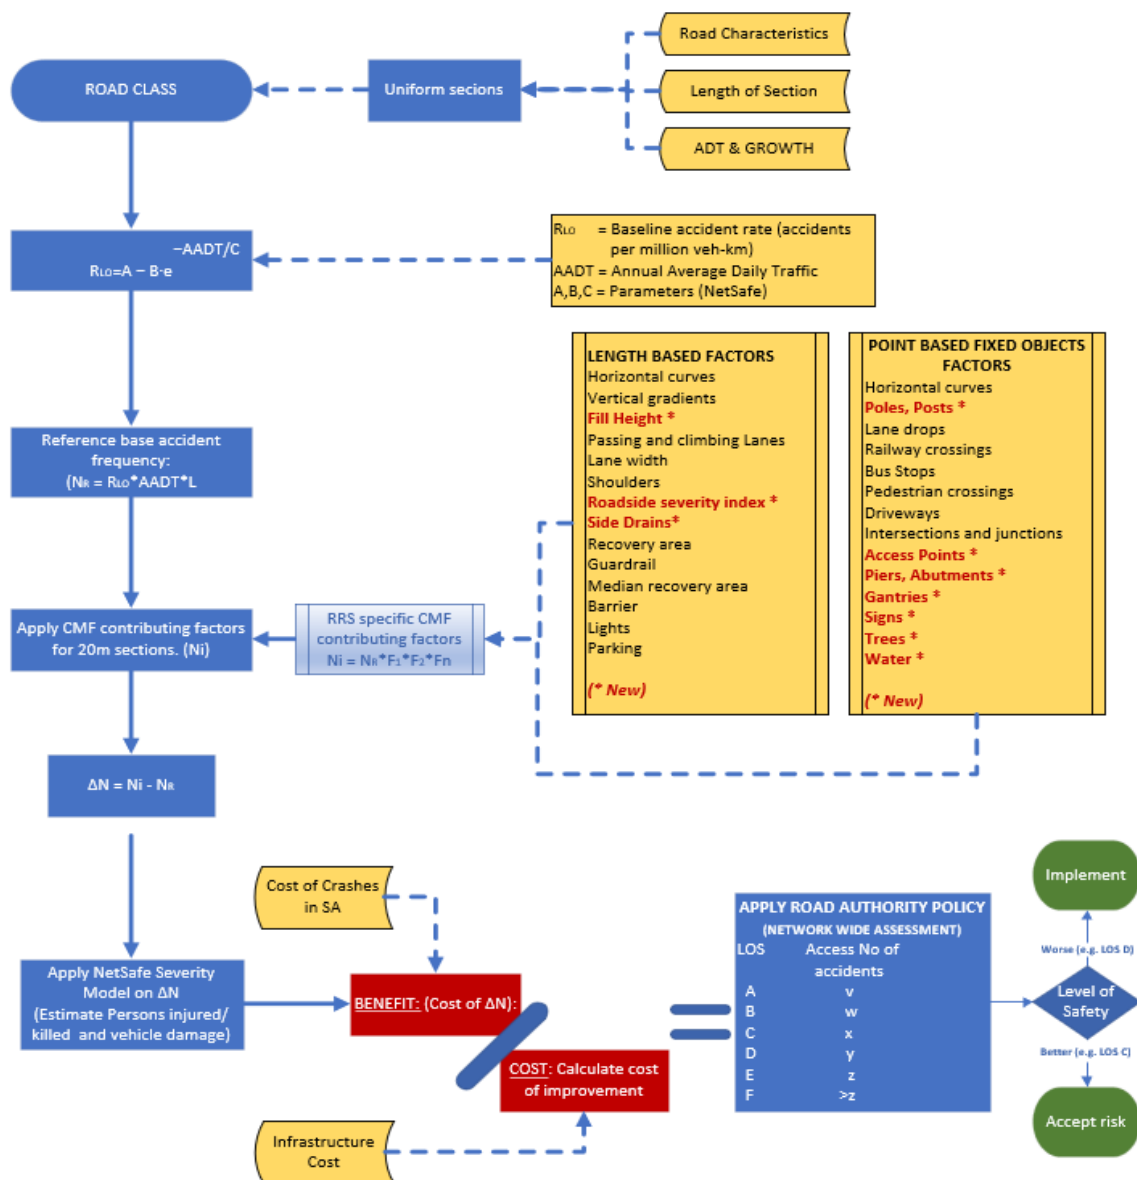 Road Characteristics
ROAD CLASS
Uniform secions
Length of Section
ADT & GROWTH
−AADT/C
RLO=A − B·e
RLO = Baseline accident rate (accidents
per million veh-km)
AADT = Annual Average Daily Traffic
A,B,C = Parameters (NetSafe)
LENGTH BASED FACTORS
Horizontal curves
Vertical gradients
Fill Height *
Passing and climbing Lanes
Lane width
Shoulders
Roadside severity index *
Side Drains*
Recovery area
Guardrail
Median recovery area
Barrier
Lights
Parking
(* New)
POINT BASED FIXED OBJECTS
FACTORS
Horizontal curves
Poles, Posts *
Lane drops
Railway crossings
Bus Stops
Pedestrian crossings
Driveways
Intersections and junctions
Access Points *
Piers, Abutments *
Gantries *
Signs *
Trees *
Water *
(* New)
Reference base accident
frequency:
(NR = RLO*AADT*L
Apply CMF contributing factors
for 20m sections. (Ni)
RRS specific CMF
contributing factors
Ni = NR*F1*F2*Fn
ΔN = Ni - NR
Cost of Crashes
in SA
Apply NetSafe Severity
Model on ΔN
(Estimate Persons injured/
killed and vehicle damage)
BENEFIT: (Cost of ΔN):
COST: Calculate cost
of improvement
Infrastructure
Cost
APPLY ROAD AUTHORITY POLICY
(NETWORK WIDE ASSESSMENT)
LOS Access No of
accidents
A v
B w
C x
D y
E z
F >z
Implement
Worse (e.g. LOS D)
Level of
Safety
Better (e.g. LOS C)
Accept risk